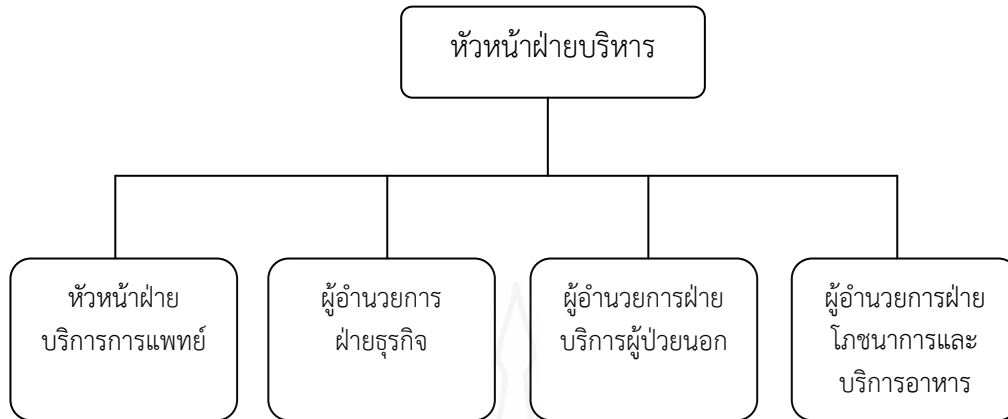 หัวหน้าฝ่ายบริหาร
หัวหน้าฝ่าย
บริการการแพทย์
ผู้อำนวยการ
ฝ่ายธุรกิจ
ผู้อำนวยการฝ่าย
บริการผู้ป่วยนอก
ผู้อำนวยการฝ่าย
โภชนาการและ
บริการอาหาร